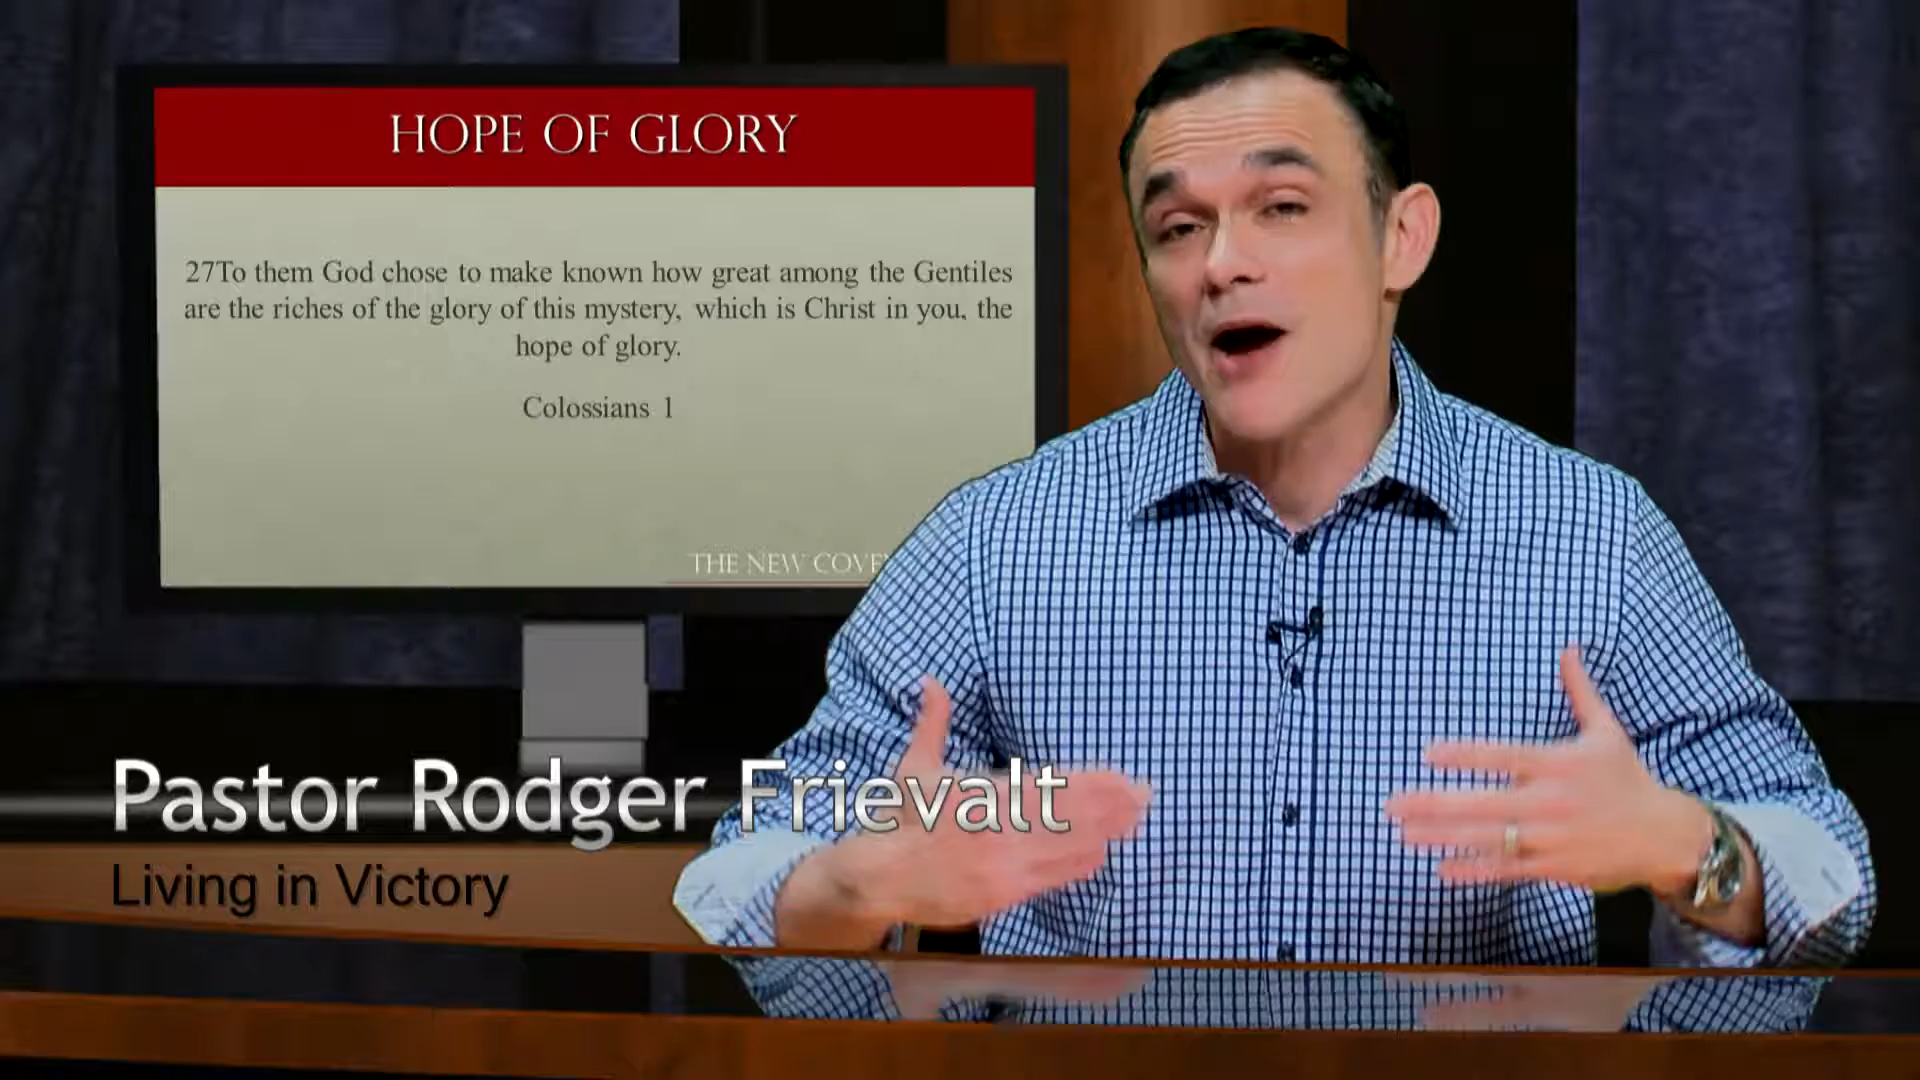 HOPE OF GLORY
27To them God chose to make known how great among the Gentiles
are the riches of the glory of this mystery, which is Christ in you, the
hope of glory.
Colossians 1
THE NEW
Pastor Rodger Frievalt
Living in Victory